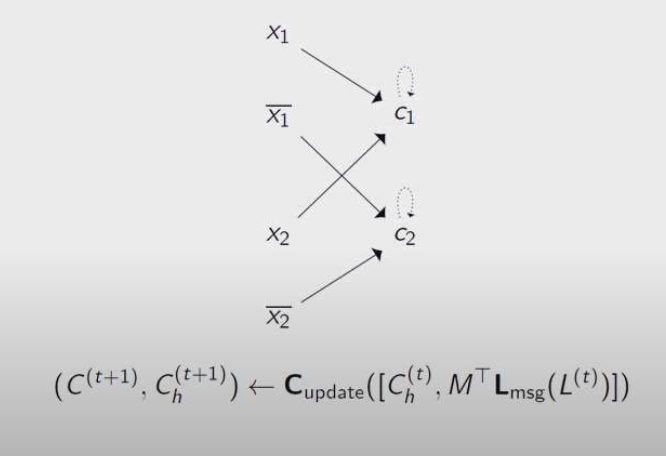 x₁
x̅₁ c₁
x₂ c₂
x̅₂
(C^{(t+1)}, C_h^{(t+1)}) ← C_update([C_h^{(t)}, M^⊤L_msg(L^{(t)})])